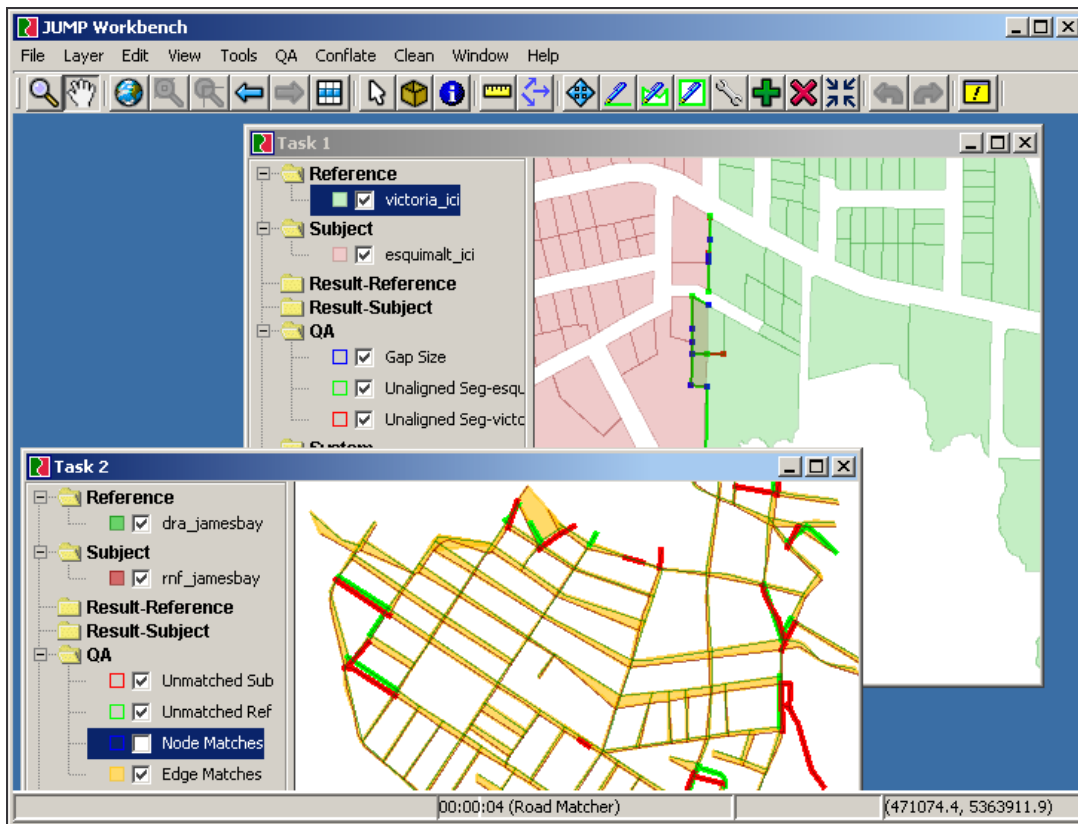 JUMP Workbench
File Layer Edit View Tools QA Conflate Clean Window Help
Task 1
Reference
victoria_ici
Subject
esquimalt_ici
Result-Reference
Result-Subject
QA
Gap Size
Unaligned Seg-esqu
Unaligned Seg-victo
System
Task 2
Reference
dra_jamesbay
Subject
rnf_jamesbay
Result-Reference
Result-Subject
QA
Unmatched Sub
Unmatched Ref
Node Matches
Edge Matches
00:00:04 (Road Matcher)
(471074.4, 5363911.9)